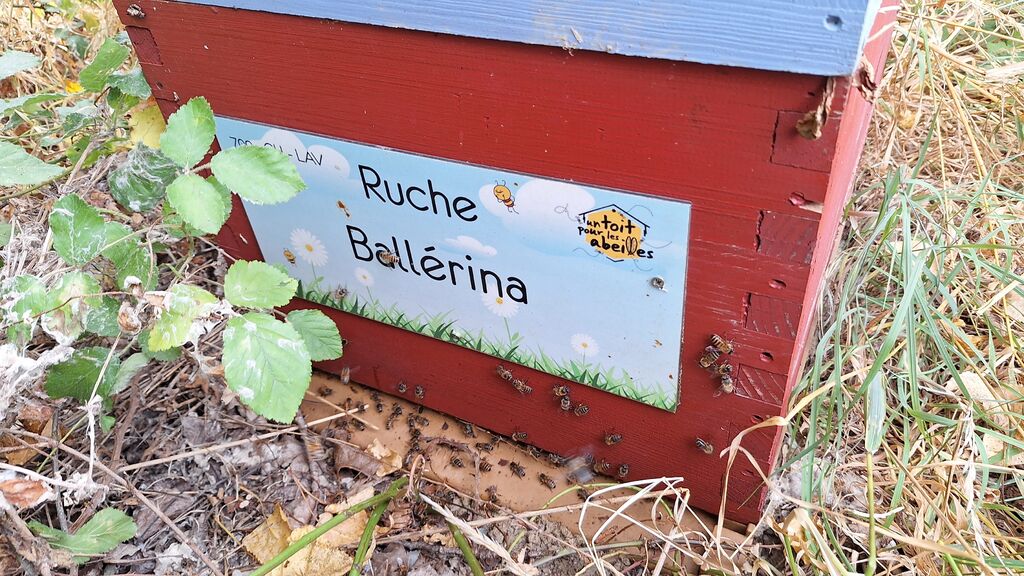 Ruche
Ballérina
un toit
pour les
abeilles